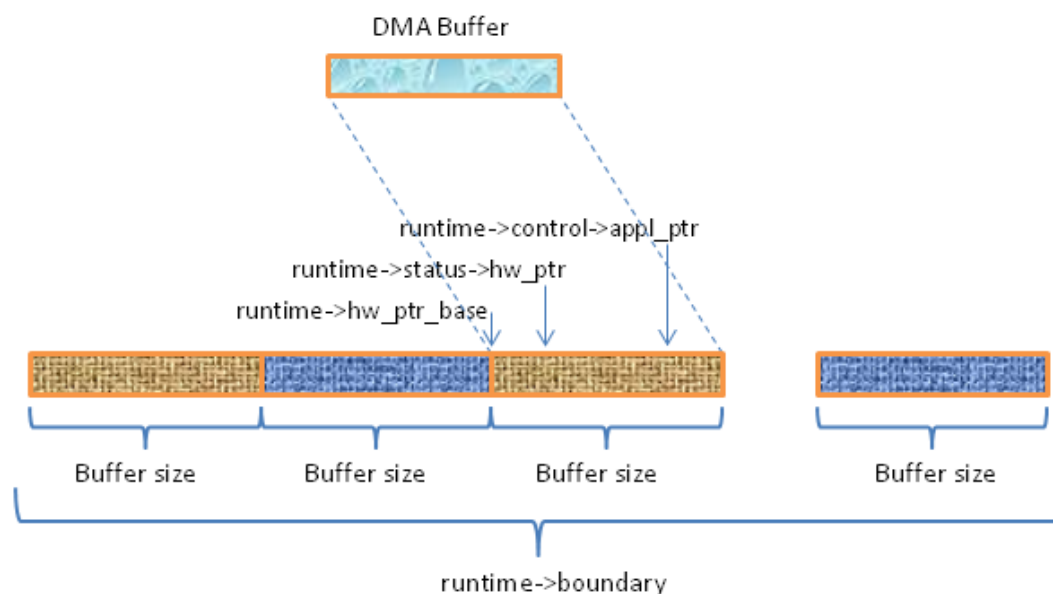 DMA Buffer
runtime->control->appl_ptr
runtime->status->hw_ptr
runtime->hw_ptr_base
Buffer size
Buffer size
Buffer size
Buffer size
runtime->boundary